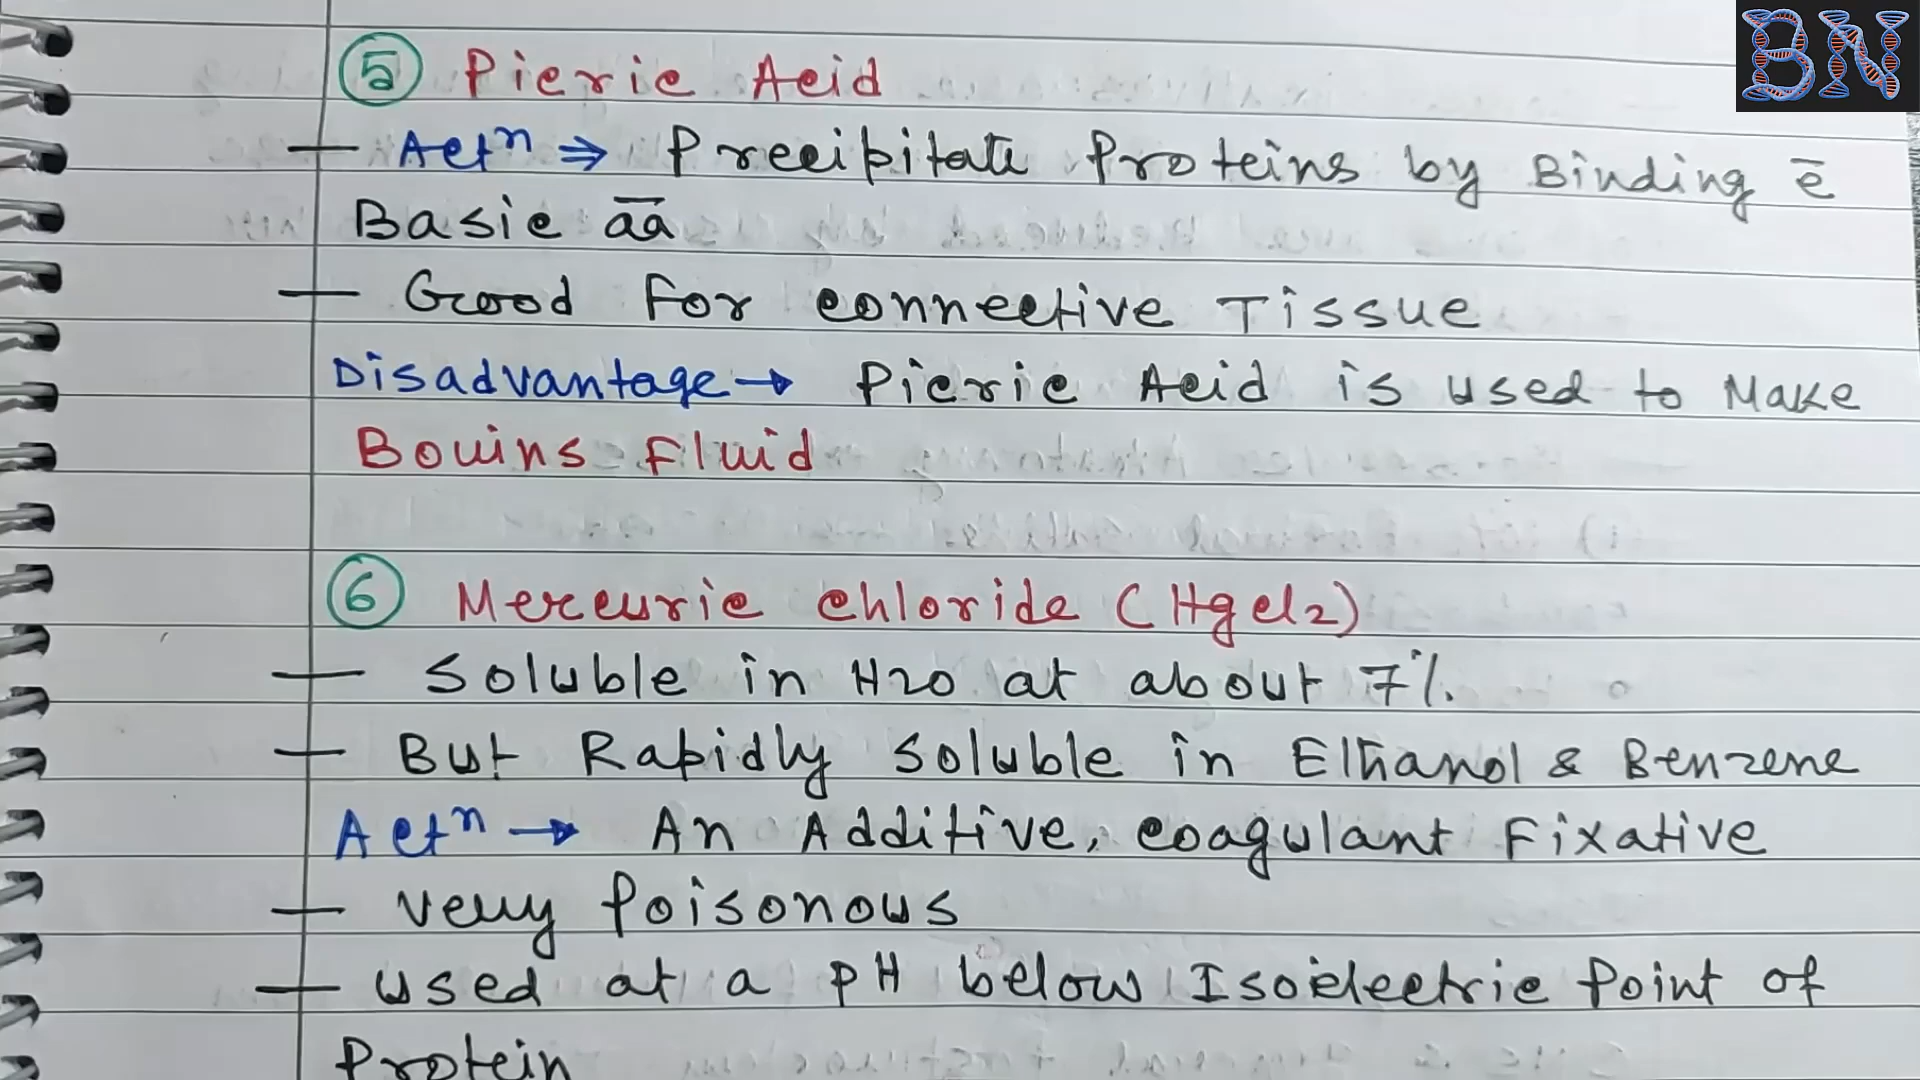 BN
⑤ Picric Acid
— Actⁿ ⇒ Precipitate Proteins by Binding c̄
Basic a̅a̅
— Good For connective Tissue
Disadvantage → Picric Acid is used to Make
Bouins Fluid
⑥ Mercuric chloride (Hgcl2)
— Soluble in H2O at about 7%.
— But Rapidly Soluble in Ethanol & Benzene
Actⁿ → An Additive, coagulant Fixative
— Very Poisonous
— used at a PH below Isoelectric Point of
Protein